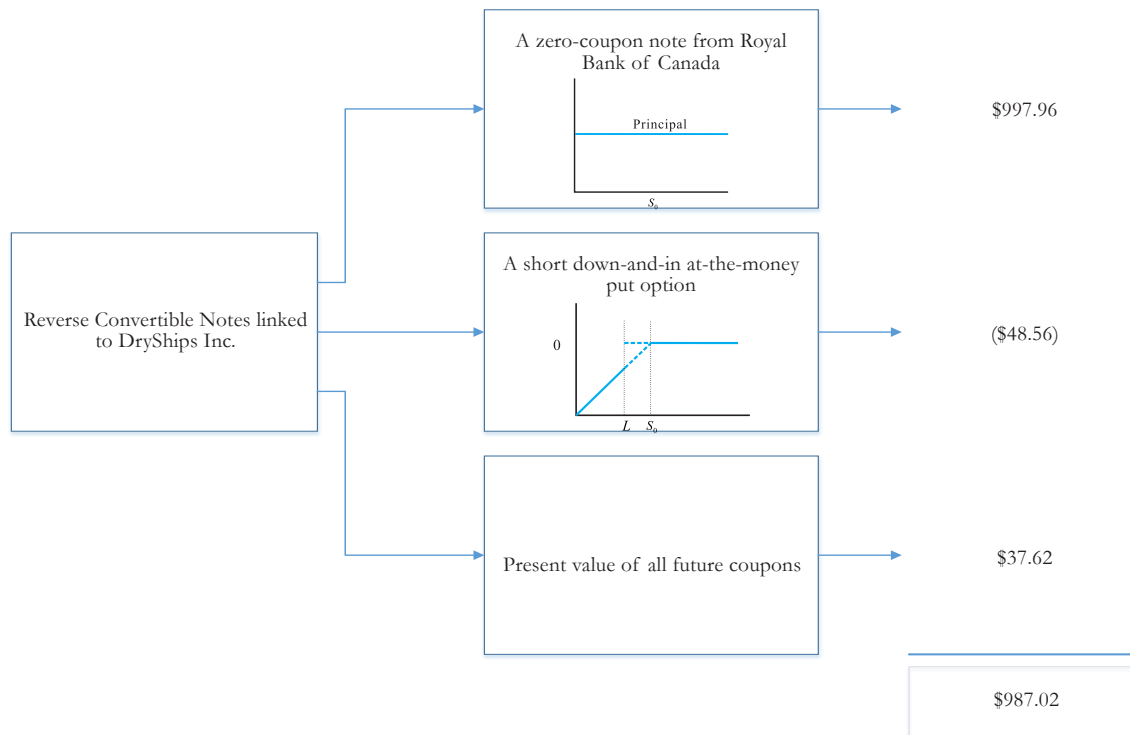 A zero-coupon note from Royal
Bank of Canada
Principal
S₀
$997.96
Reverse Convertible Notes linked
to DryShips Inc.
A short down-and-in at-the-money
put option
0
L S₀
($48.56)
Present value of all future coupons
$37.62
$987.02